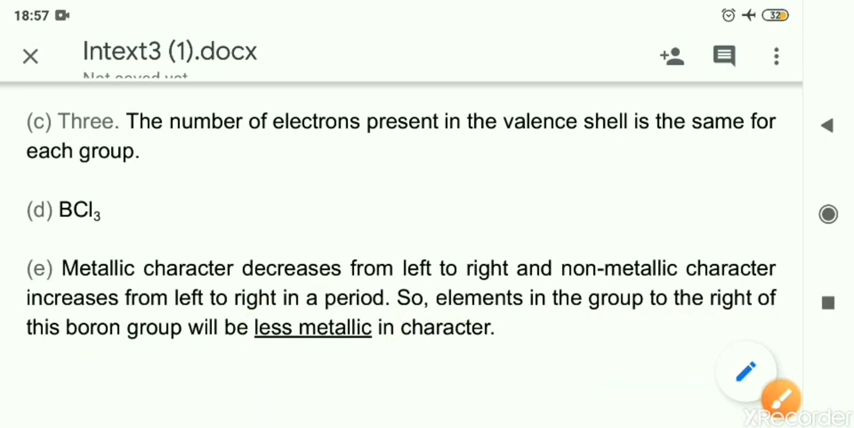 18:57
32
Intext3 (1).docx
Not saved yet
(c) Three. The number of electrons present in the valence shell is the same for
each group.
(d) BCl₃
(e) Metallic character decreases from left to right and non-metallic character
increases from left to right in a period. So, elements in the group to the right of
this boron group will be less metallic in character.
XRecorder